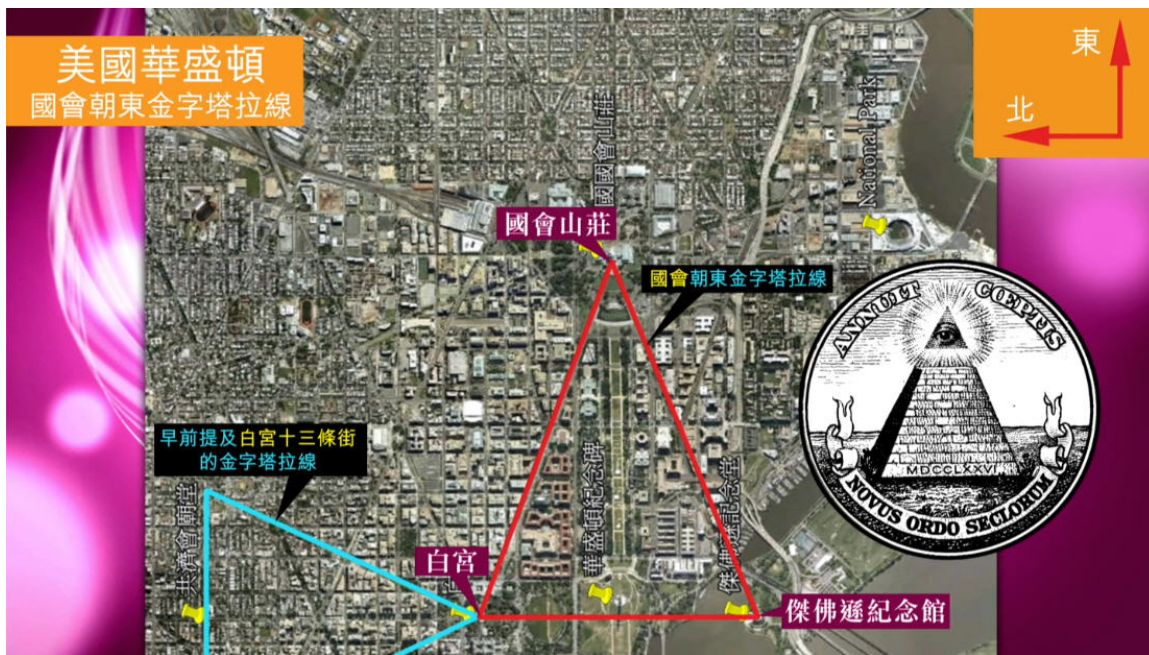 美國華盛頓
國會朝東金字塔拉線
東
北
National Park
國國會山莊
國會山莊
國會朝東金字塔拉線
ANNUIT CŒPTIS
MDCCLXXVI
NOVUS ORDO SECLORUM
早前提及白宮十三條街
的金字塔拉線
共濟會廟堂
白宮
華盛頓紀念碑
傑佛遜記念堂
傑佛遜紀念館